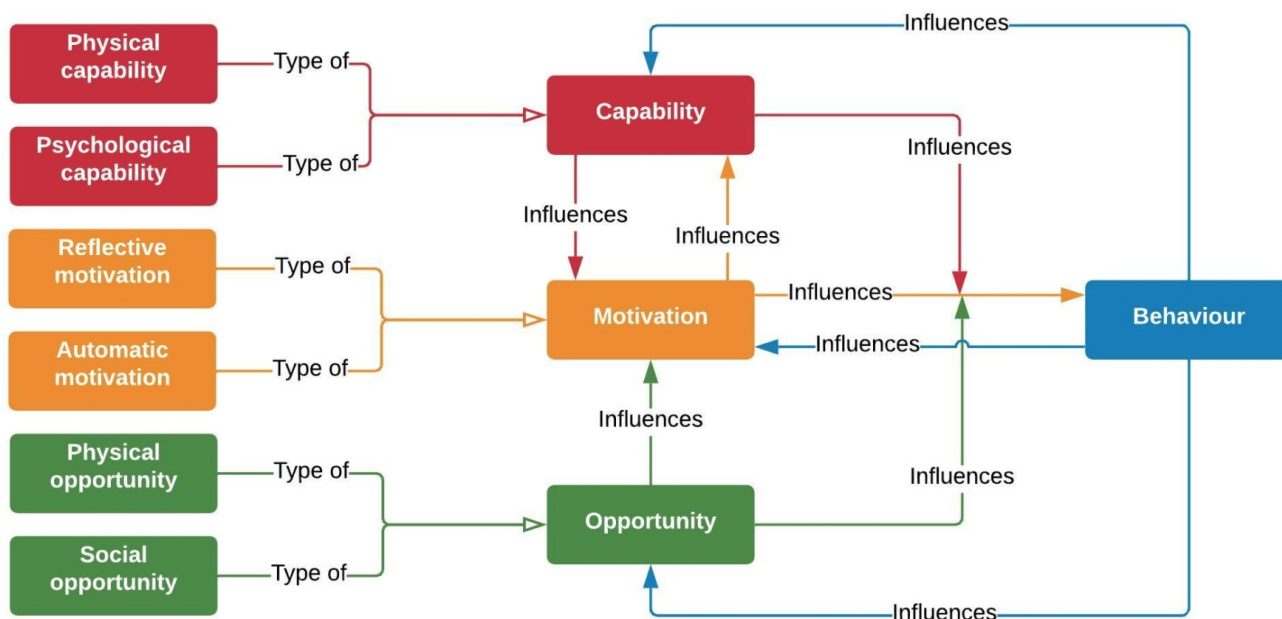 Influences
Physical
capability
Type of
Capability
Psychological
capability
Type of
Influences
Influences
Influences
Reflective
motivation
Type of
Motivation
Influences
Behaviour
Influences
Automatic
motivation
Type of
Influences
Physical
opportunity
Type of
Influences
Opportunity
Social
opportunity
Type of
Influences